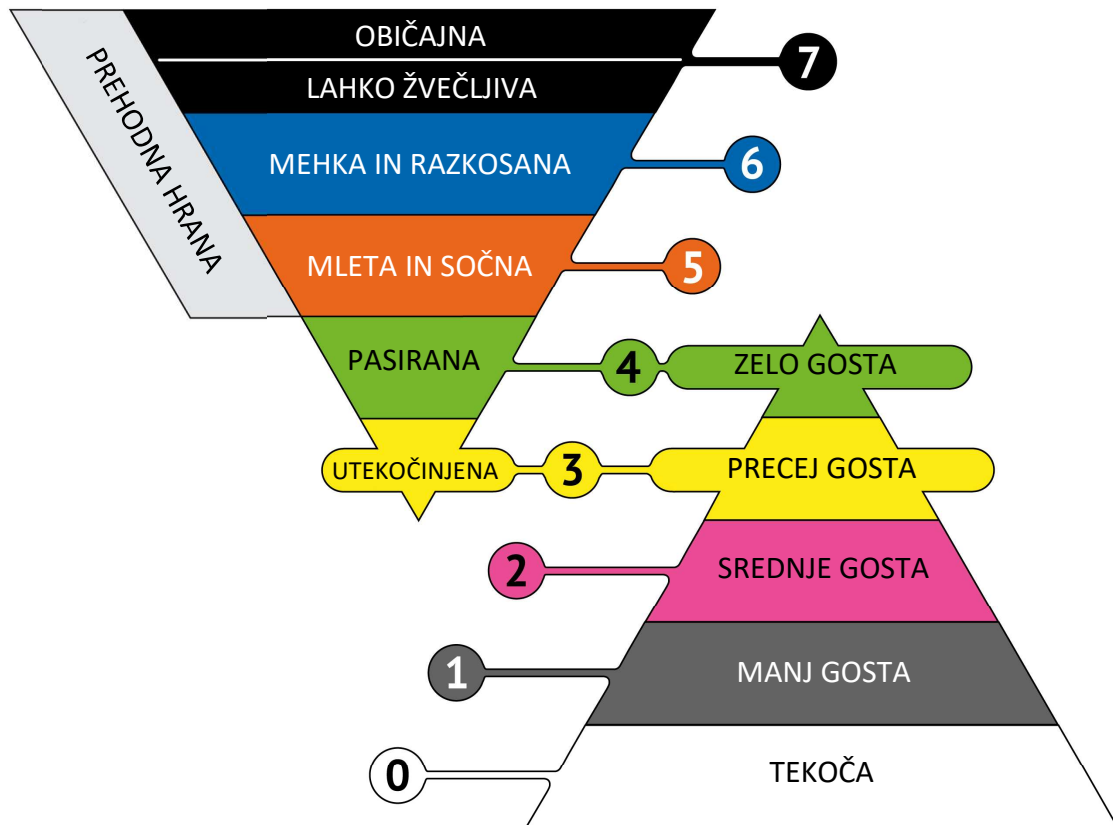 OBIČAJNA
7
LAHKO ŽVEČLJIVA
PREHODNA HRANA
MEHKA IN RAZKOSANA
6
MLETA IN SOČNA
5
PASIRANA
4
ZELO GOSTA
UTEKOČINJENA
3
PRECEJ GOSTA
2
SREDNJE GOSTA
1
MANJ GOSTA
0
TEKOČA